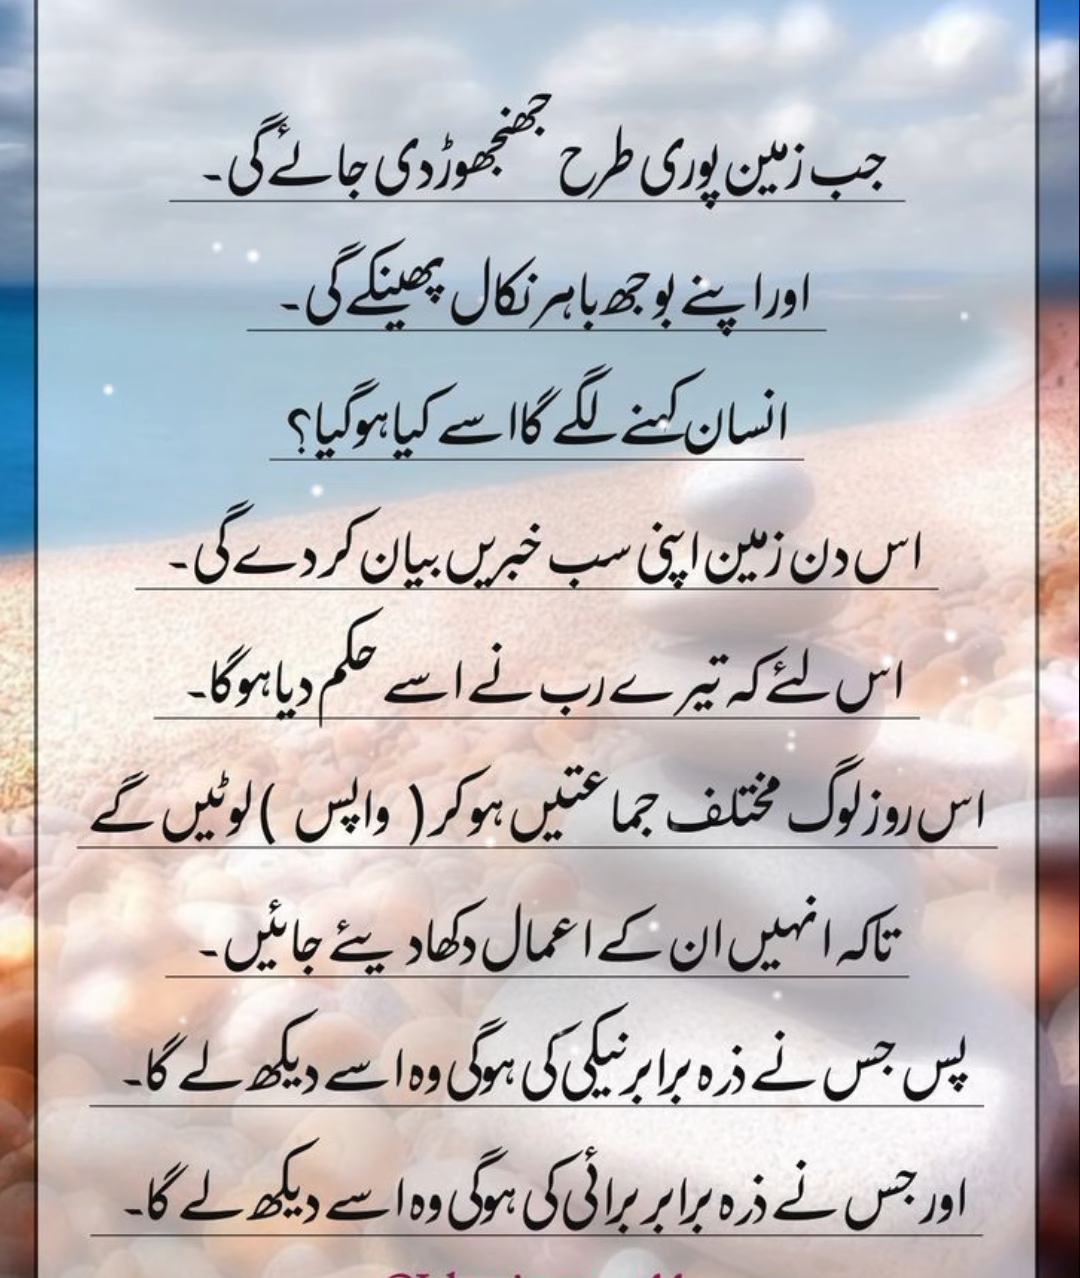 جب زمین پوری طرح جھنجھوڑ دی جائے گی۔
اور اپنے بوجھ باہر نکال پھینکے گی۔
انسان کہنے لگے گا اسے کیا ہو گیا؟
اس دن زمین اپنی سب خبریں بیان کر دے گی۔
اس لئے کہ تیرے رب نے اسے حکم دیا ہوگا۔
اس روز لوگ مختلف جماعتیں ہو کر ( واپس ) لوٹیں گے
تاکہ انہیں ان کے اعمال دکھا دیئے جائیں۔
پس جس نے ذرہ برابر نیکی کی ہوگی وہ اسے دیکھ لے گا۔
اور جس نے ذرہ برابر برائی کی ہوگی وہ اسے دیکھ لے گا۔